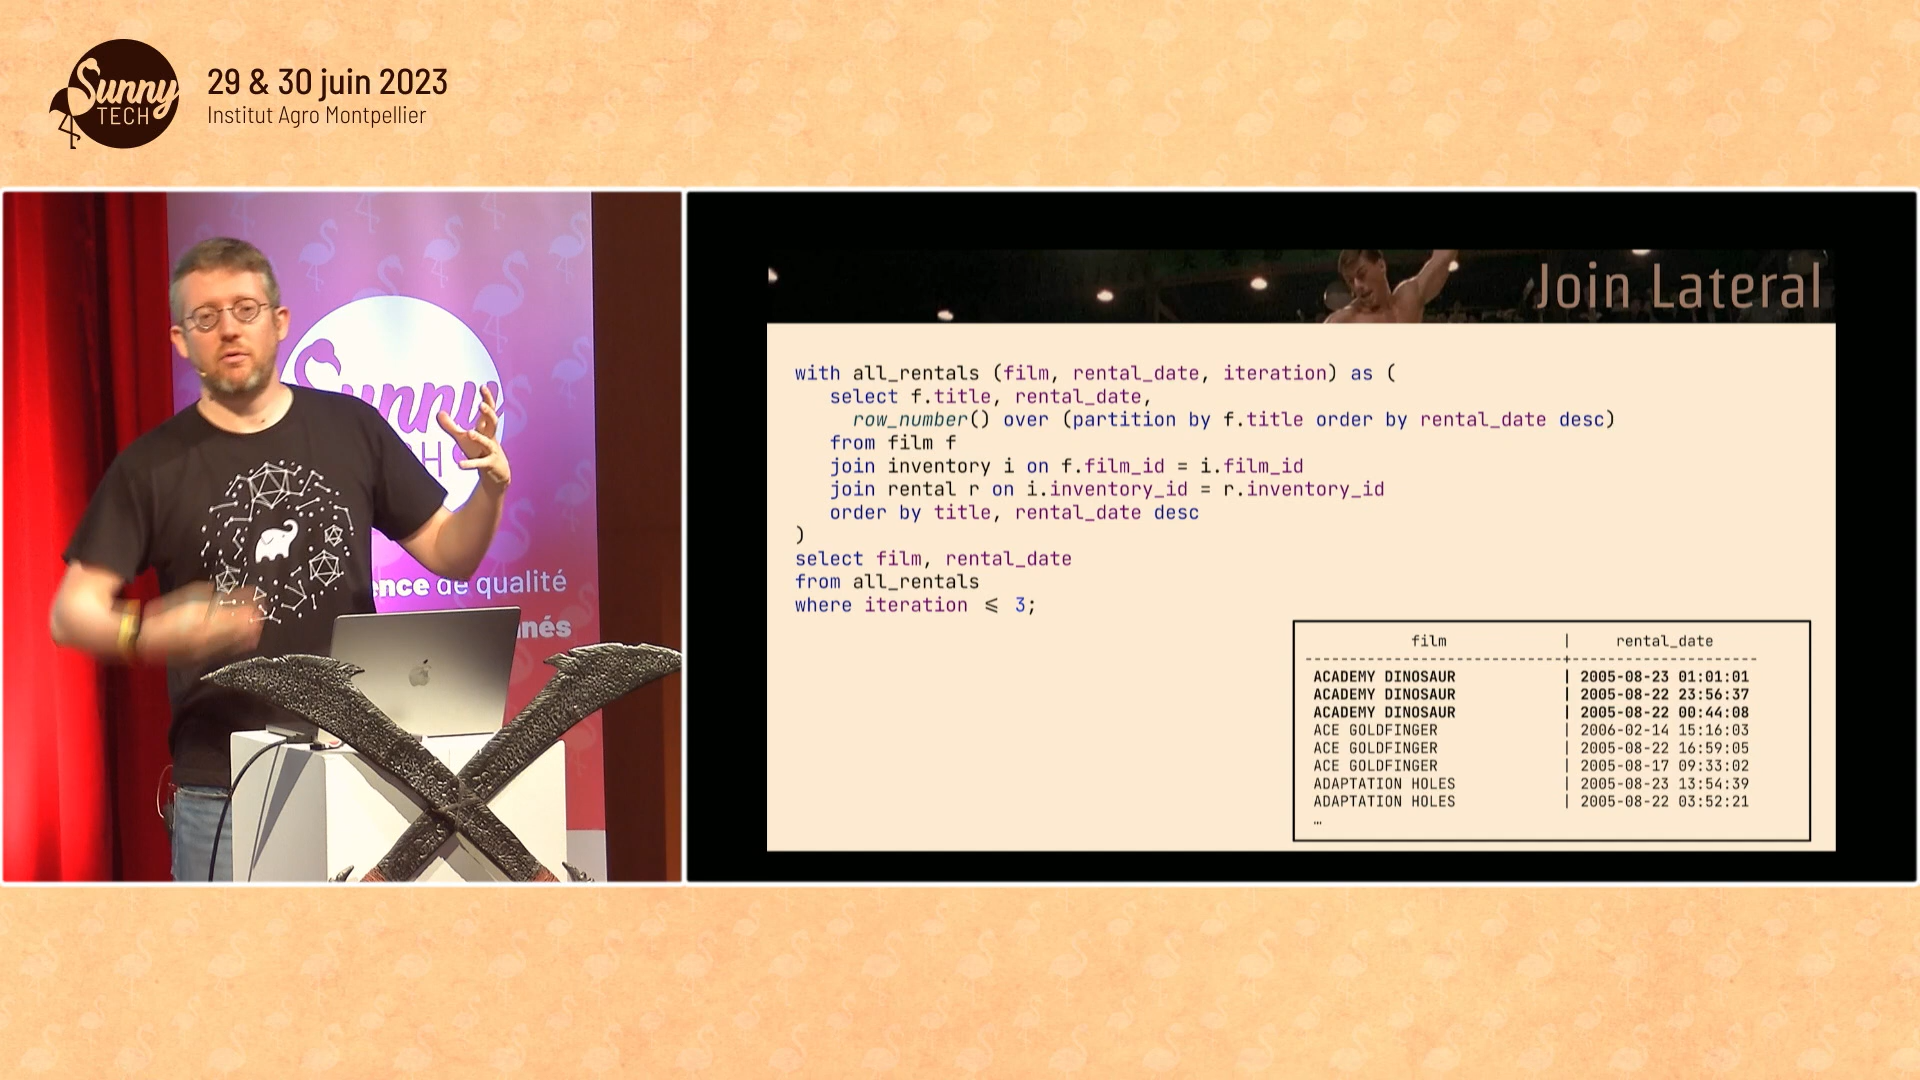 Sunny
TECH
29 & 30 juin 2023
Institut Agro Montpellier
Sunny
H
ence de qualité
nés
Join Lateral
with all_rentals (film, rental_date, iteration) as (
select f.title, rental_date,
row_number() over (partition by f.title order by rental_date desc)
from film f
join inventory i on f.film_id = i.film_id
join rental r on i.inventory_id = r.inventory_id
order by title, rental_date desc
)
select film, rental_date
from all_rentals
where iteration ⩽ 3;
film | rental_date
------------------------------+----------------------
ACADEMY DINOSAUR | 2005-08-23 01:01:01
ACADEMY DINOSAUR | 2005-08-22 23:56:37
ACADEMY DINOSAUR | 2005-08-22 00:44:08
ACE GOLDFINGER | 2006-02-14 15:16:03
ACE GOLDFINGER | 2005-08-22 16:59:05
ACE GOLDFINGER | 2005-08-17 09:33:02
ADAPTATION HOLES | 2005-08-23 13:54:39
ADAPTATION HOLES | 2005-08-22 03:52:21
…